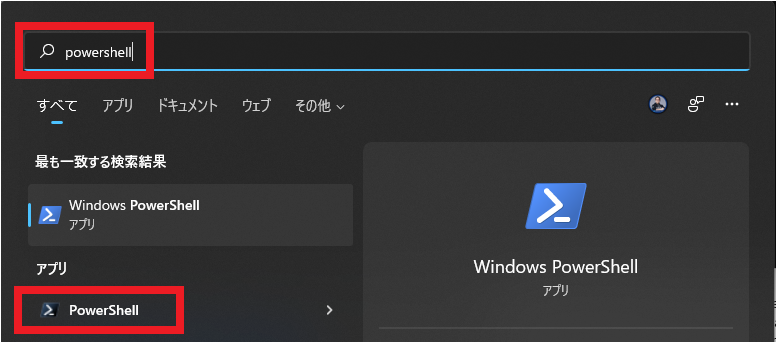 powershell
すべて アプリ ドキュメント ウェブ その他
最も一致する検索結果
Windows PowerShell
アプリ
アプリ
PowerShell
Windows PowerShell
アプリ